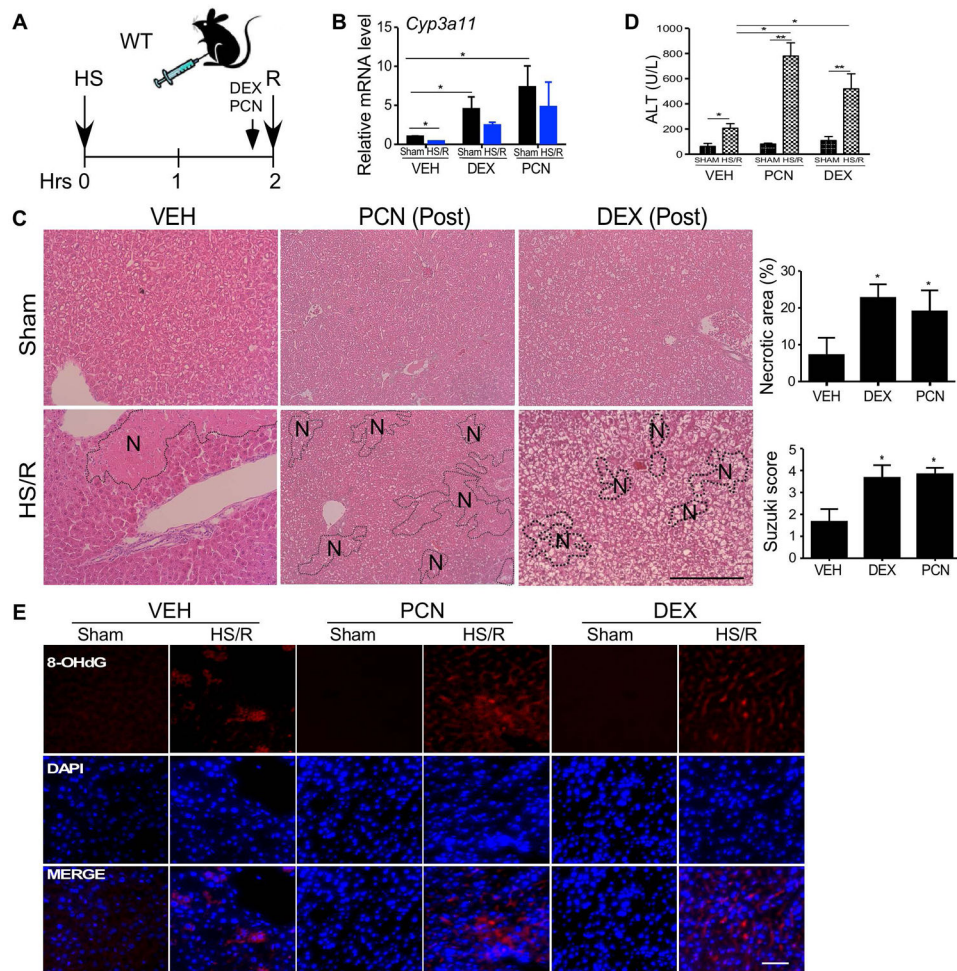 A
WT
HS
DEX
PCN
R
Hrs 0
1
2
B
Cyp3a11
Relative mRNA level
15
10
5
0
*
*
*
*
Sham HS/R
Sham HS/R
Sham HS/R
VEH
DEX
PCN
D
ALT (U/L)
1000
800
600
400
200
0
*
*
*
**
**
SHAM HS/R
SHAM HS/R
SHAM HS/R
VEH
PCN
DEX
C
VEH
PCN (Post)
DEX (Post)
Sham
HS/R
N
N
N
N
N
N
N
N
N
N
N
Necrotic area (%)
30
20
10
0
*
*
VEH
DEX
PCN
Suzuki score
5
4
3
2
1
0
*
*
VEH
DEX
PCN
E
VEH
PCN
DEX
Sham
HS/R
Sham
HS/R
Sham
HS/R
8-OHdG
DAPI
MERGE